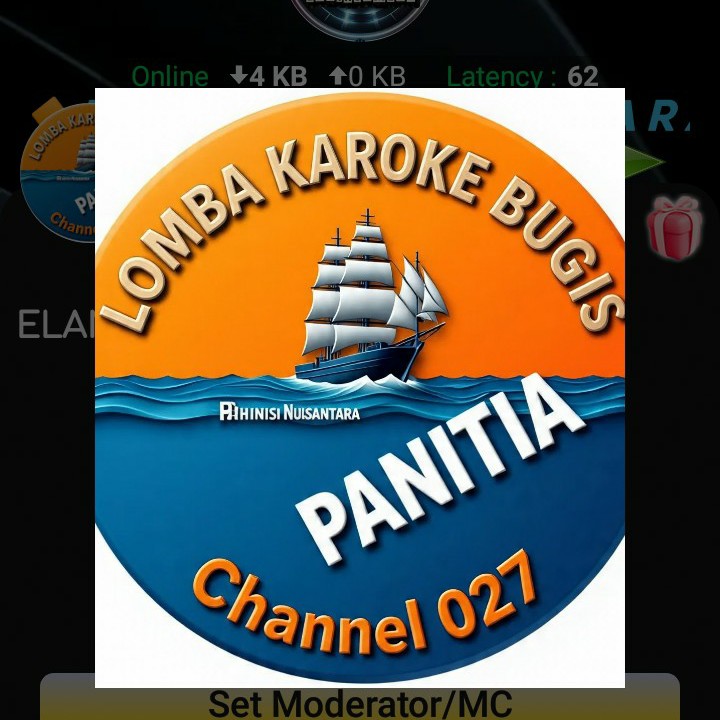 Online 4 KB 0 KB Latency : 62
LOMBA KAROKE BUGIS
PHINISI NUSANTARA
PANITIA
Channel 027
Set Moderator/MC